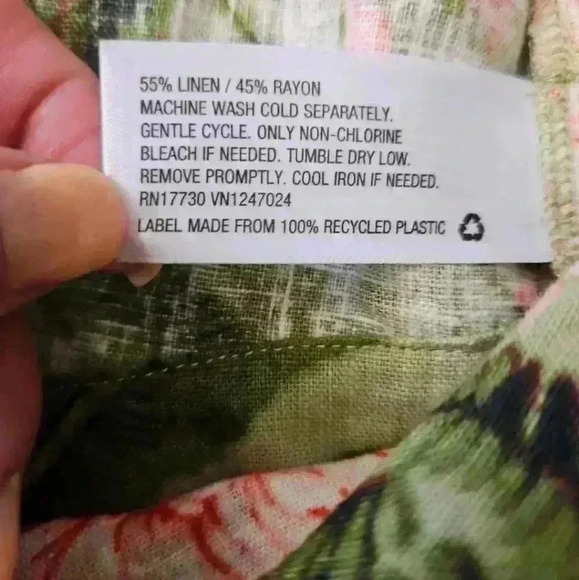 55% LINEN / 45% RAYON
MACHINE WASH COLD SEPARATELY.
GENTLE CYCLE. ONLY NON-CHLORINE
BLEACH IF NEEDED. TUMBLE DRY LOW.
REMOVE PROMPTLY. COOL IRON IF NEEDED.
RN17730 VN1247024
LABEL MADE FROM 100% RECYCLED PLASTIC